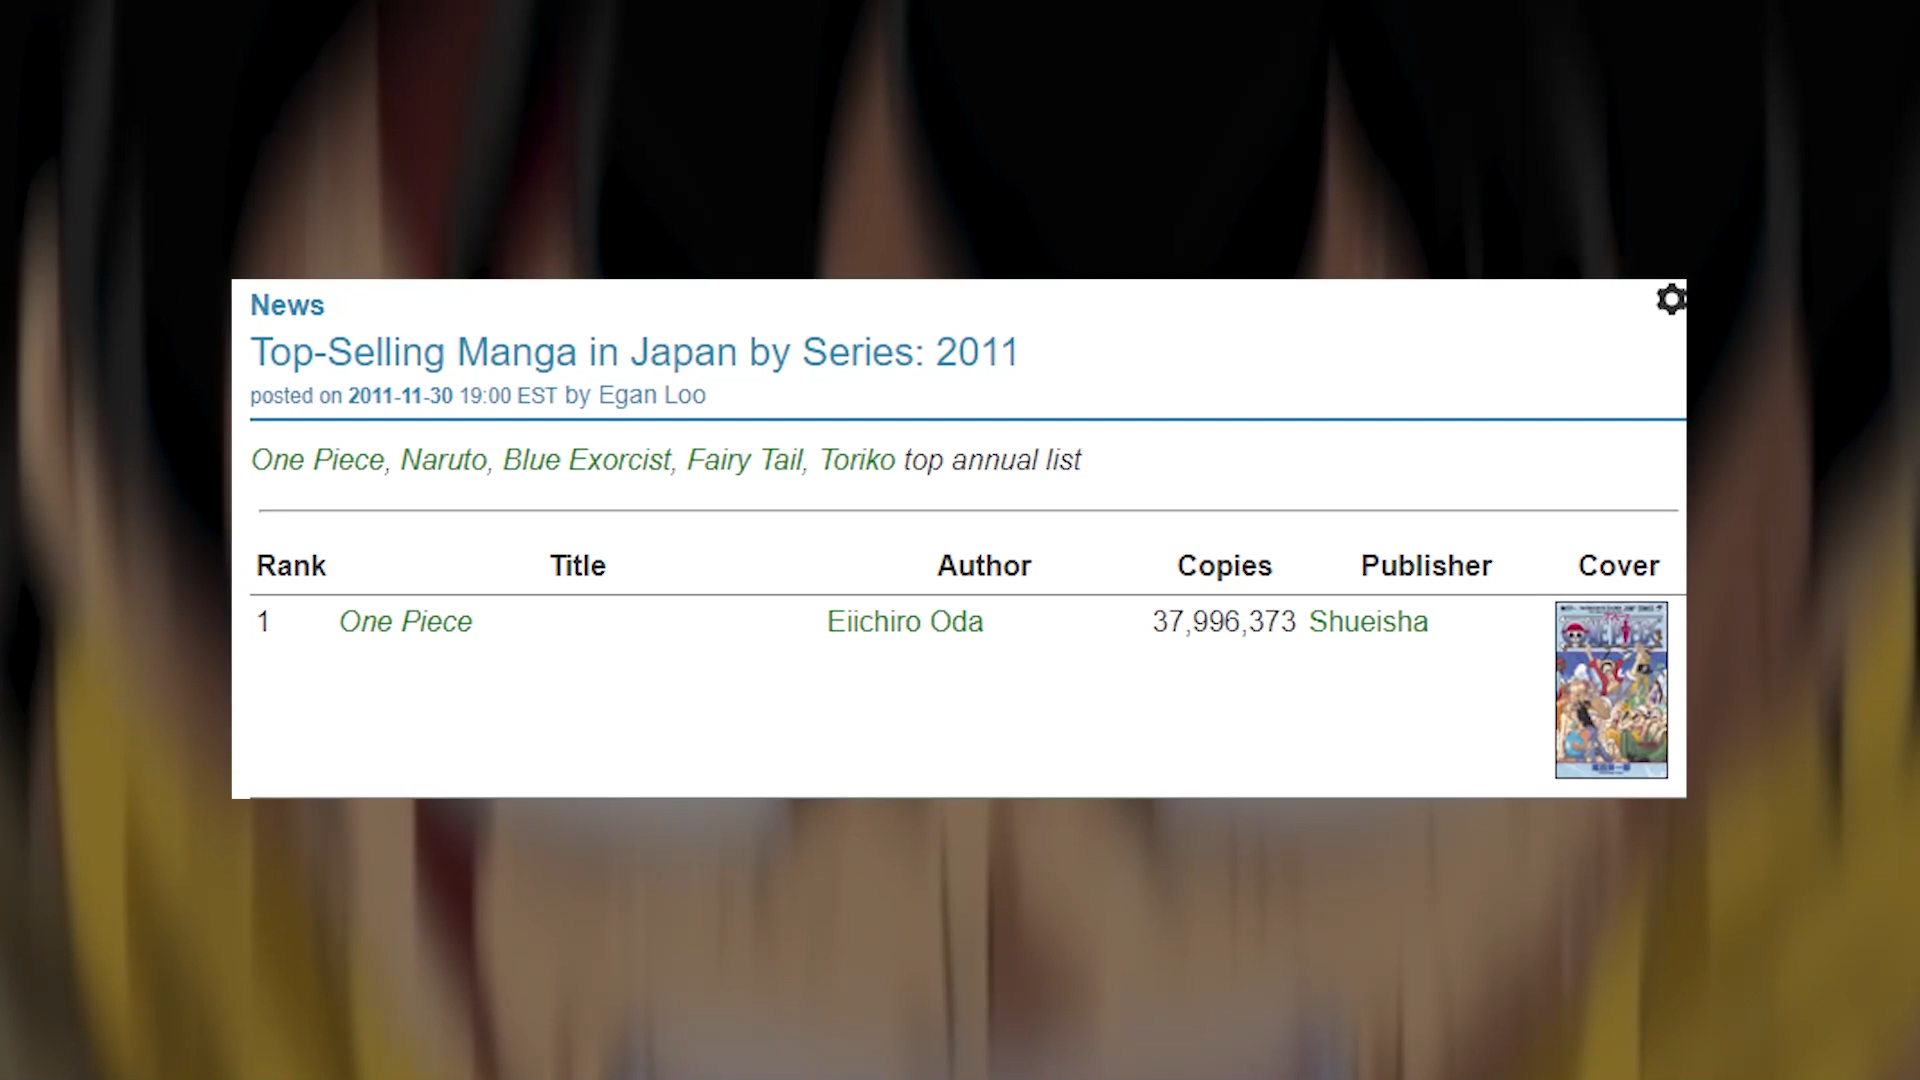 News
Top-Selling Manga in Japan by Series: 2011
posted on 2011-11-30 19:00 EST by Egan Loo
One Piece, Naruto, Blue Exorcist, Fairy Tail, Toriko top annual list
Rank Title Author Copies Publisher Cover
1 One Piece Eiichiro Oda 37,996,373 Shueisha
ONE PIECE